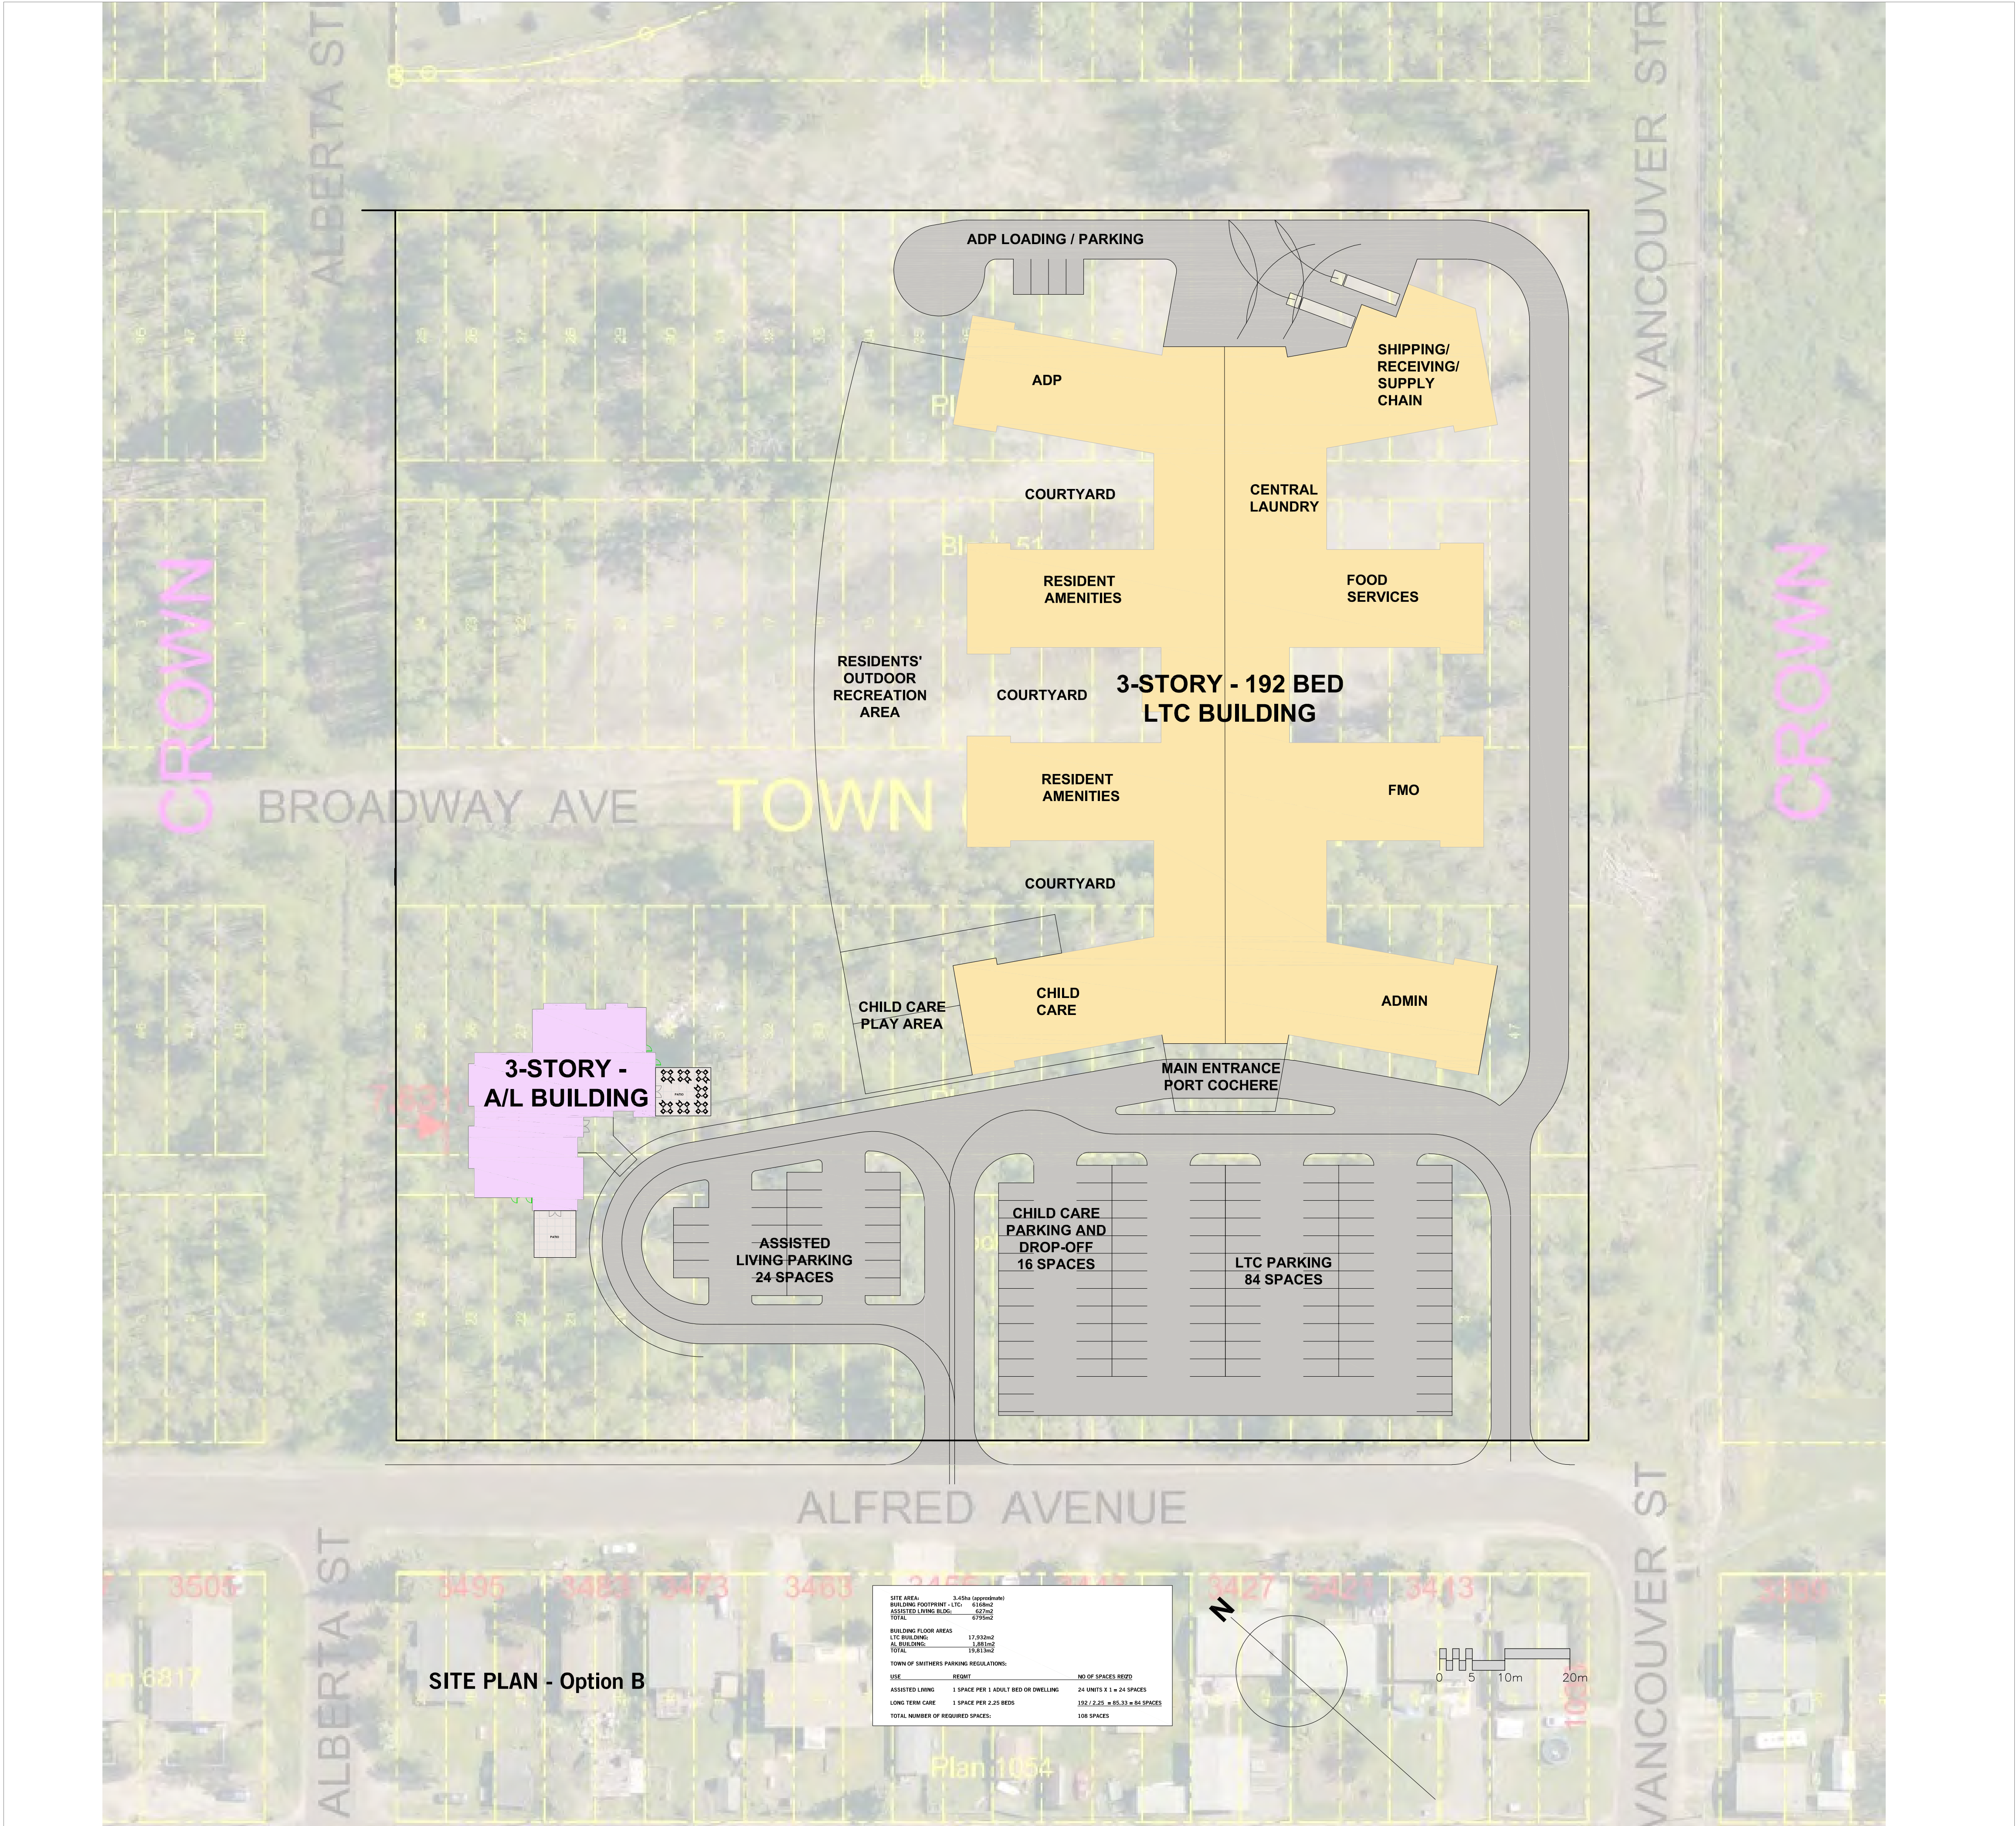 ALBERTA ST
VANCOUVER STR
ADP LOADING / PARKING
SHIPPING/
RECEIVING/
SUPPLY
CHAIN
ADP
COURTYARD
CENTRAL
LAUNDRY
CROWN
CROWN
RESIDENT
AMENITIES
FOOD
SERVICES
RESIDENTS'
OUTDOOR
RECREATION
AREA
COURTYARD
3-STORY - 192 BED
LTC BUILDING
RESIDENT
AMENITIES
FMO
BROADWAY AVE
TOWN
COURTYARD
CHILD
CARE
ADMIN
CHILD CARE
PLAY AREA
3-STORY -
A/L BUILDING
PATIO
MAIN ENTRANCE
PORT COCHERE
PATIO
ASSISTED
LIVING PARKING
24 SPACES
CHILD CARE
PARKING AND
DROP-OFF
16 SPACES
LTC PARKING
84 SPACES
ALFRED AVENUE
ALBERTA ST
VANCOUVER ST
3505
3495
3483
3473
3463
3427
3421
3413
SITE PLAN - Option B
SITE AREA: 3.45ha (approximate)
BUILDING FOOTPRINT - LTC: 6168m2
ASSISTED LIVING BLDG: 627m2
TOTAL 6795m2
BUILDING FLOOR AREAS
LTC BUILDING: 17,932m2
AL BUILDING: 1,881m2
TOTAL 19,813m2
TOWN OF SMITHERS PARKING REGULATIONS:
USE REQMT NO OF SPACES REQ'D
ASSISTED LIVING 1 SPACE PER 1 ADULT BED OR DWELLING 24 UNITS X 1 = 24 SPACES
LONG TERM CARE 1 SPACE PER 2.25 BEDS 192 / 2.25 = 85.33 = 84 SPACES
TOTAL NUMBER OF REQUIRED SPACES: 108 SPACES
N
0 5 10m 20m
Plan 1054